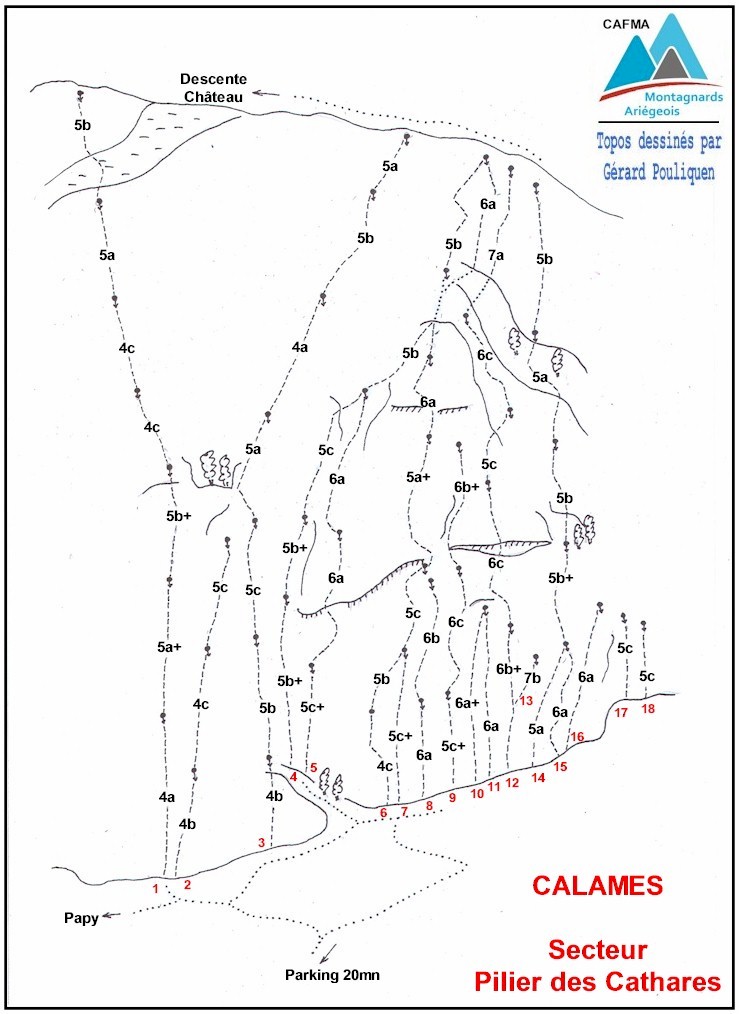 CAFMA
Montagnards
Ariégeois
Topos dessinés par
Gérard Pouliquen
Descente
Château
5b
5a
5a
6a
5b
5b
7a
5b
5a
4c
4a
5b
6c
5a
4c
6a
5a
5c
5c
6a
5a+
6b+
5b
5b+
5b+
6c
5b+
5c
5c
6a
5c
6b
6c
5a+
5c
5c
5b
6b+
7b
6a
5b+
4c
5b
5c+
6a+
13
17
18
5c+
5c+
6a
6a
5a
6a
16
6a
4c
4a
4b
4b
4
5
6
7
8
9
10
11
12
14
15
3
1
2
Papy
Parking 20mn
CALAMES
Secteur
Pilier des Cathares